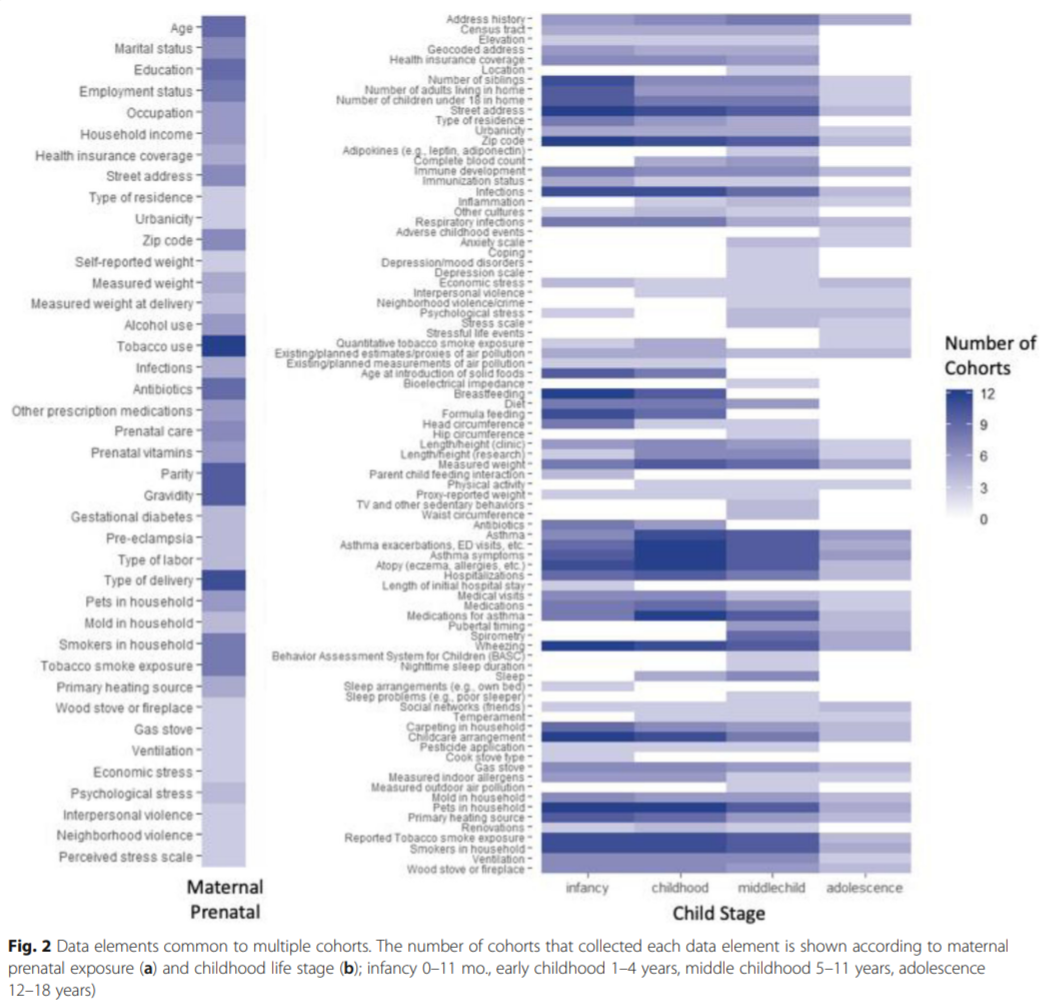 Age
Marital status
Education
Employment status
Occupation
Household income
Health insurance coverage
Street address
Type of residence
Urbanicity
Zip code
Self-reported weight
Measured weight
Measured weight at delivery
Alcohol use
Tobacco use
Infections
Antibiotics
Other prescription medications
Prenatal care
Prenatal vitamins
Parity
Gravidity
Gestational diabetes
Pre-eclampsia
Type of labor
Type of delivery
Pets in household
Mold in household
Smokers in household
Tobacco smoke exposure
Primary heating source
Wood stove or fireplace
Gas stove
Ventilation
Economic stress
Psychological stress
Interpersonal violence
Neighborhood violence
Perceived stress scale
Maternal
Prenatal
Address history
Census tract
Elevation
Geocoded address
Health insurance coverage
Location
Number of siblings
Number of adults living in home
Number of children under 18 in home
Street address
Type of residence
Urbanicity
Zip code
Adipokines (e.g., leptin, adiponectin)
Complete blood count
Immune development
Immunization status
Infections
Inflammation
Other cultures
Respiratory infections
Adverse childhood events
Anxiety scale
Coping
Depression/mood disorders
Depression scale
Economic stress
Interpersonal violence
Neighborhood violence/crime
Psychological stress
Stress scale
Stressful life events
Quantitative tobacco smoke exposure
Existing/planned estimates/proxies of air pollution
Existing/planned measurements of air pollution
Age at introduction of solid foods
Bioelectrical impedance
Breastfeeding
Diet
Formula feeding
Head circumference
Hip circumference
Length/height (clinic)
Length/height (research)
Measured weight
Parent child feeding interaction
Physical activity
Proxy-reported weight
TV and other sedentary behaviors
Waist circumference
Antibiotics
Asthma
Asthma exacerbations, ED visits, etc.
Asthma symptoms
Atopy (eczema, allergies, etc.)
Hospitalizations
Length of initial hospital stay
Medical visits
Medications
Medications for asthma
Pubertal timing
Spirometry
Wheezing
Behavior Assessment System for Children (BASC)
Nighttime sleep duration
Sleep
Sleep arrangements (e.g., own bed)
Sleep problems (e.g., poor sleeper)
Social networks (friends)
Temperament
Carpeting in household
Childcare arrangement
Pesticide application
Cook stove type
Gas stove
Measured indoor allergens
Measured outdoor air pollution
Mold in household
Pets in household
Primary heating source
Renovations
Reported Tobacco smoke exposure
Smokers in household
Ventilation
Wood stove or fireplace
infancy childhood middlechild adolescence
Child Stage
Number of
Cohorts
12
9
6
3
0
Fig. 2 Data elements common to multiple cohorts. The number of cohorts that collected each data element is shown according to maternal
prenatal exposure (a) and childhood life stage (b); infancy 0–11 mo., early childhood 1–4 years, middle childhood 5–11 years, adolescence
12–18 years)